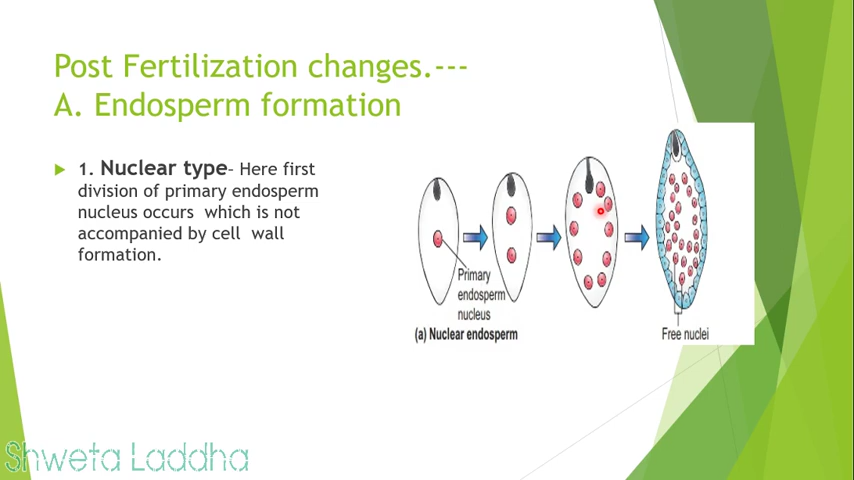 Post Fertilization changes.---
A. Endosperm formation
1. Nuclear type– Here first
division of primary endosperm
nucleus occurs which is not
accompanied by cell wall
formation.
Primary
endosperm
nucleus
(a) Nuclear endosperm
Free nuclei
Shweta Laddha